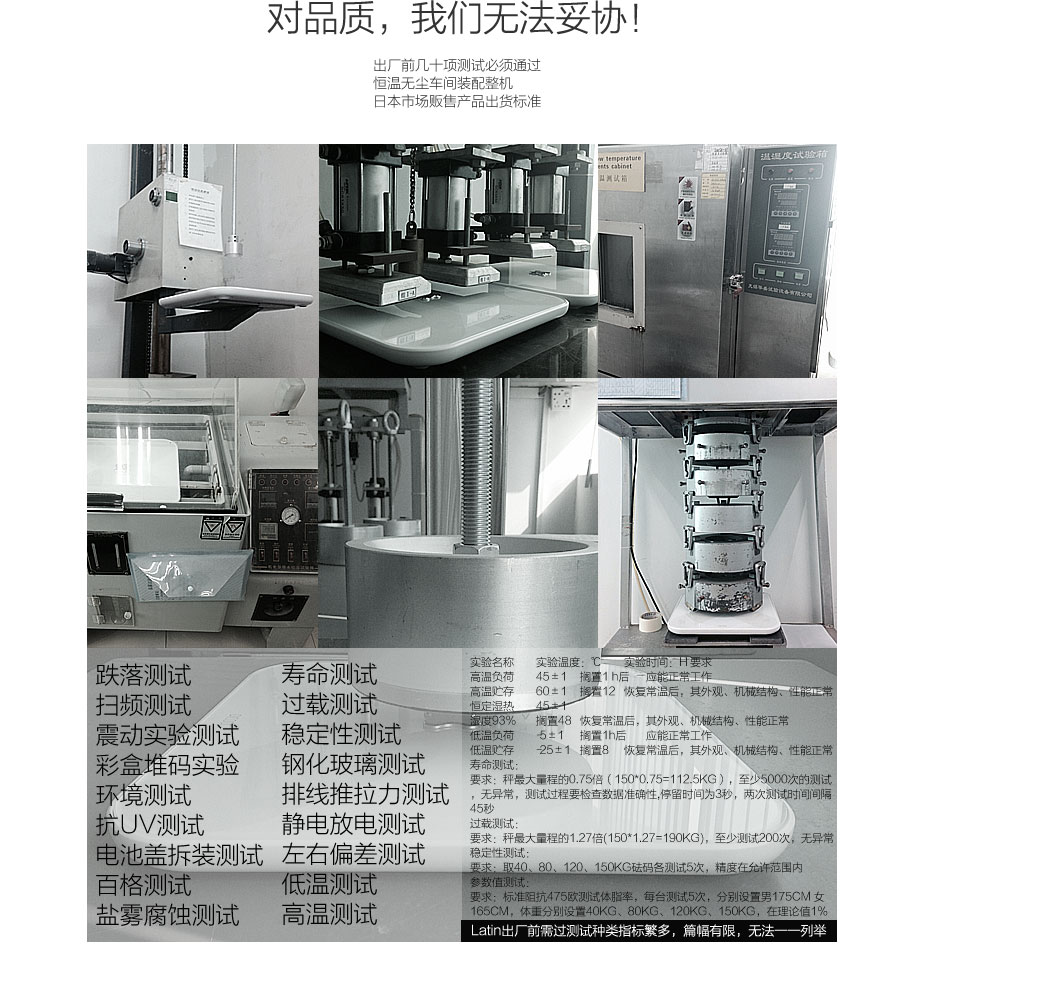 对品质，我们无法妥协！
出厂前几十项测试必须通过
恒温无尘车间装配整机
日本市场贩售产品出货标准
w temperature
ents cabinet
温测试箱
温湿度试验箱
跌落测试
扫频测试
震动实验测试
彩盒堆码实验
环境测试
抗UV测试
电池盖拆装测试
百格测试
盐雾腐蚀测试
寿命测试
过载测试
稳定性测试
钢化玻璃测试
排线推拉力测试
静电放电测试
左右偏差测试
低温测试
高温测试
实验名称 实验温度：℃ 实验时间：H 要求
高温负荷 45±1 搁置1 h后 一应能正常工作
高温贮存 60±1 搁置12 恢复常温后，其外观、机械结构、性能正常
恒定湿热 45±1
湿度93% 搁置48 恢复常温后，其外观、机械结构、性能正常
低温负荷 -5±1 搁置1h后 应能正常工作
低温贮存 -25±1 搁置8 恢复常温后，其外观、机械结构、性能正常
寿命测试：
要求：秤最大量程的0.75倍（150*0.75=112.5KG），至少5000次的测试
，无异常，测试过程要检查数据准确性,停留时间为3秒，两次测试时间间隔
45秒
过载测试：
要求：秤最大量程的1.27倍(150*1.27=190KG)，至少测试200次，无异常
稳定性测试：
要求：取40、80、120、150KG砝码各测试5次，精度在允许范围内
参数值测试：
要求：标准阻抗475欧测试体脂率，每台测试5次，分别设置男175CM 女
165CM，体重分别设置40KG、80KG、120KG、150KG，在理论值1%
Latin出厂前需过测试种类指标繁多，篇幅有限，无法一一列举